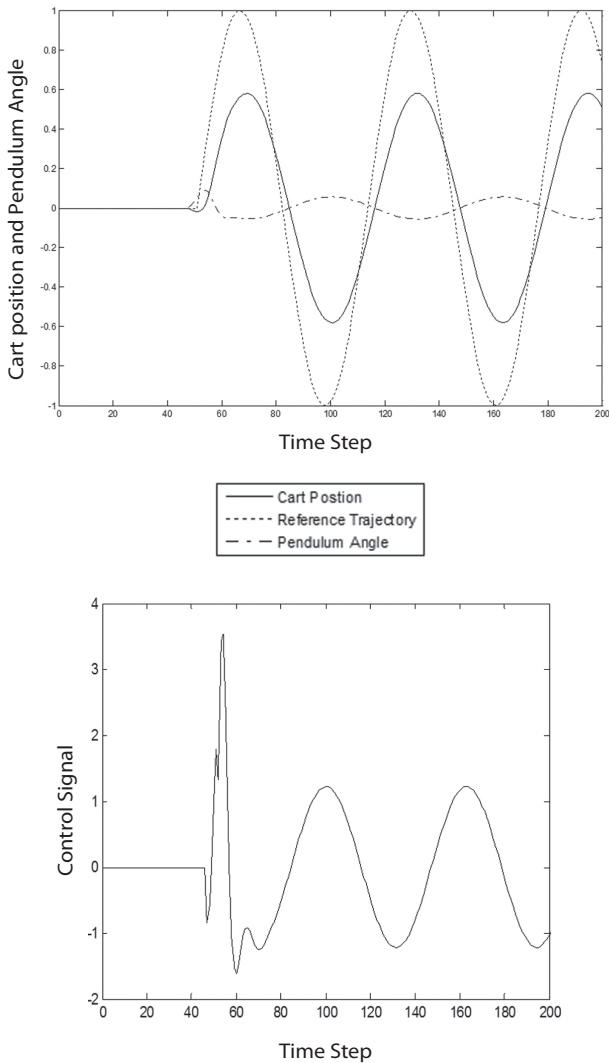 1
0.8
0.6
0.4
0.2
0
-0.2
-0.4
-0.6
-0.8
-1
Cart position and Pendulum Angle
0 20 40 60 80 100 120 140 160 180 200
Time Step
Cart Postion
Reference Trajectory
Pendulum Angle
4
3
2
1
0
-1
-2
Control Signal
0 20 40 60 80 100 120 140 160 180 200
Time Step